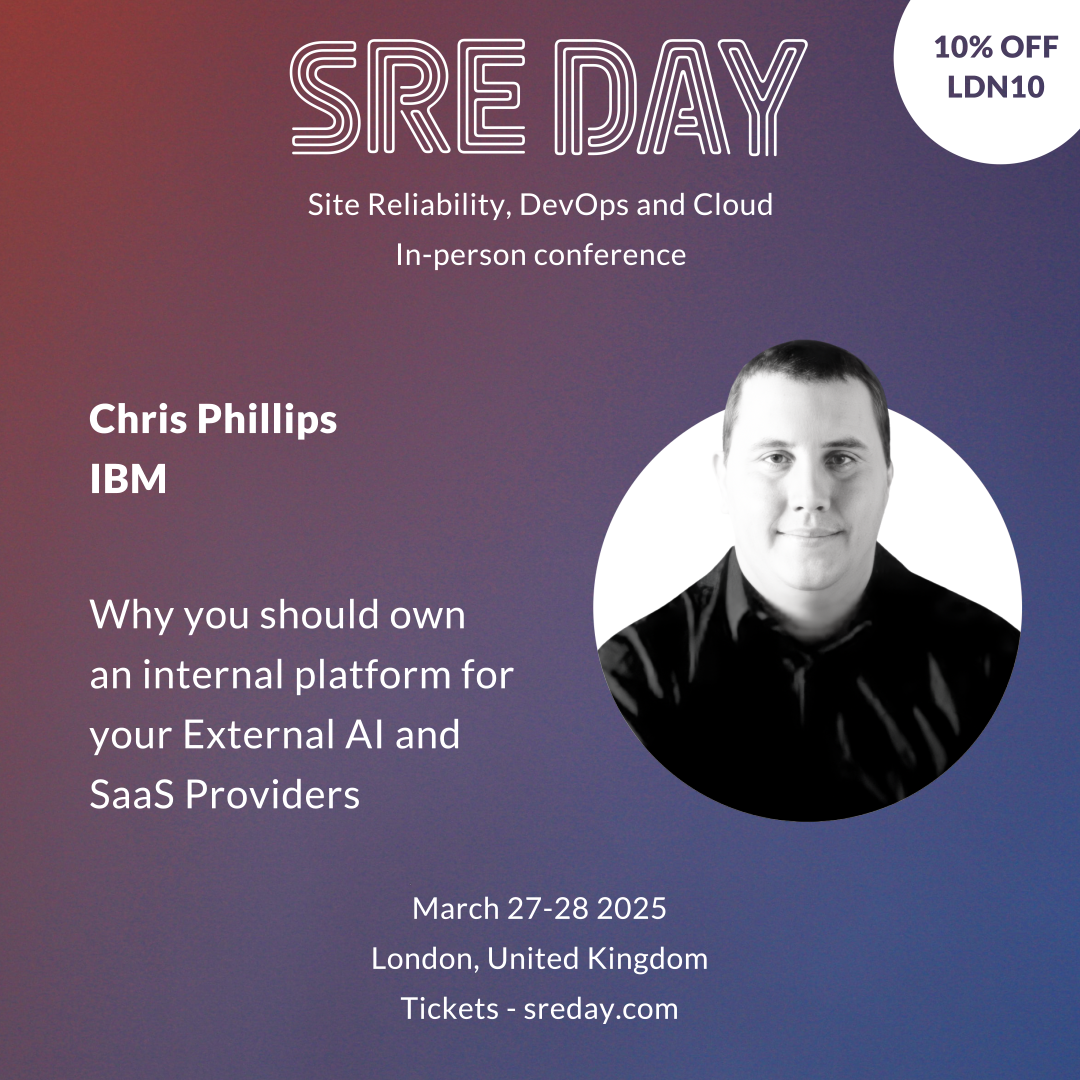 SRE DAY
10% OFF
LDN10
Site Reliability, DevOps and Cloud
In-person conference
Chris Phillips
IBM
Why you should own
an internal platform for
your External AI and
SaaS Providers
March 27-28 2025
London, United Kingdom
Tickets - sreday.com